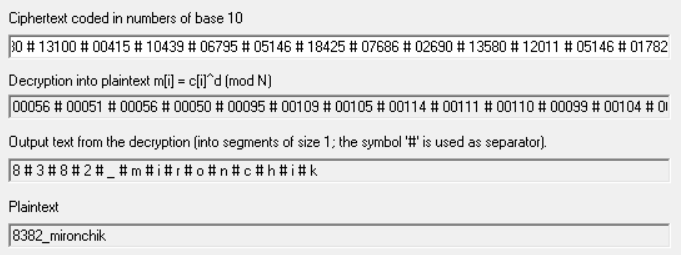 Ciphertext coded in numbers of base 10
30 # 13100 # 00415 # 10439 # 06795 # 05146 # 18425 # 07686 # 02690 # 13580 # 12011 # 05146 # 01782
Decryption into plaintext m[i] = c[i]^d (mod N)
00056 # 00051 # 00056 # 00050 # 00095 # 00109 # 00105 # 00114 # 00111 # 00110 # 00099 # 00104 # 0
Output text from the decryption (into segments of size 1; the symbol '#' is used as separator).
8 # 3 # 8 # 2 # _ # m # i # r # o # n # c # h # i # k
Plaintext
8382_mironchik